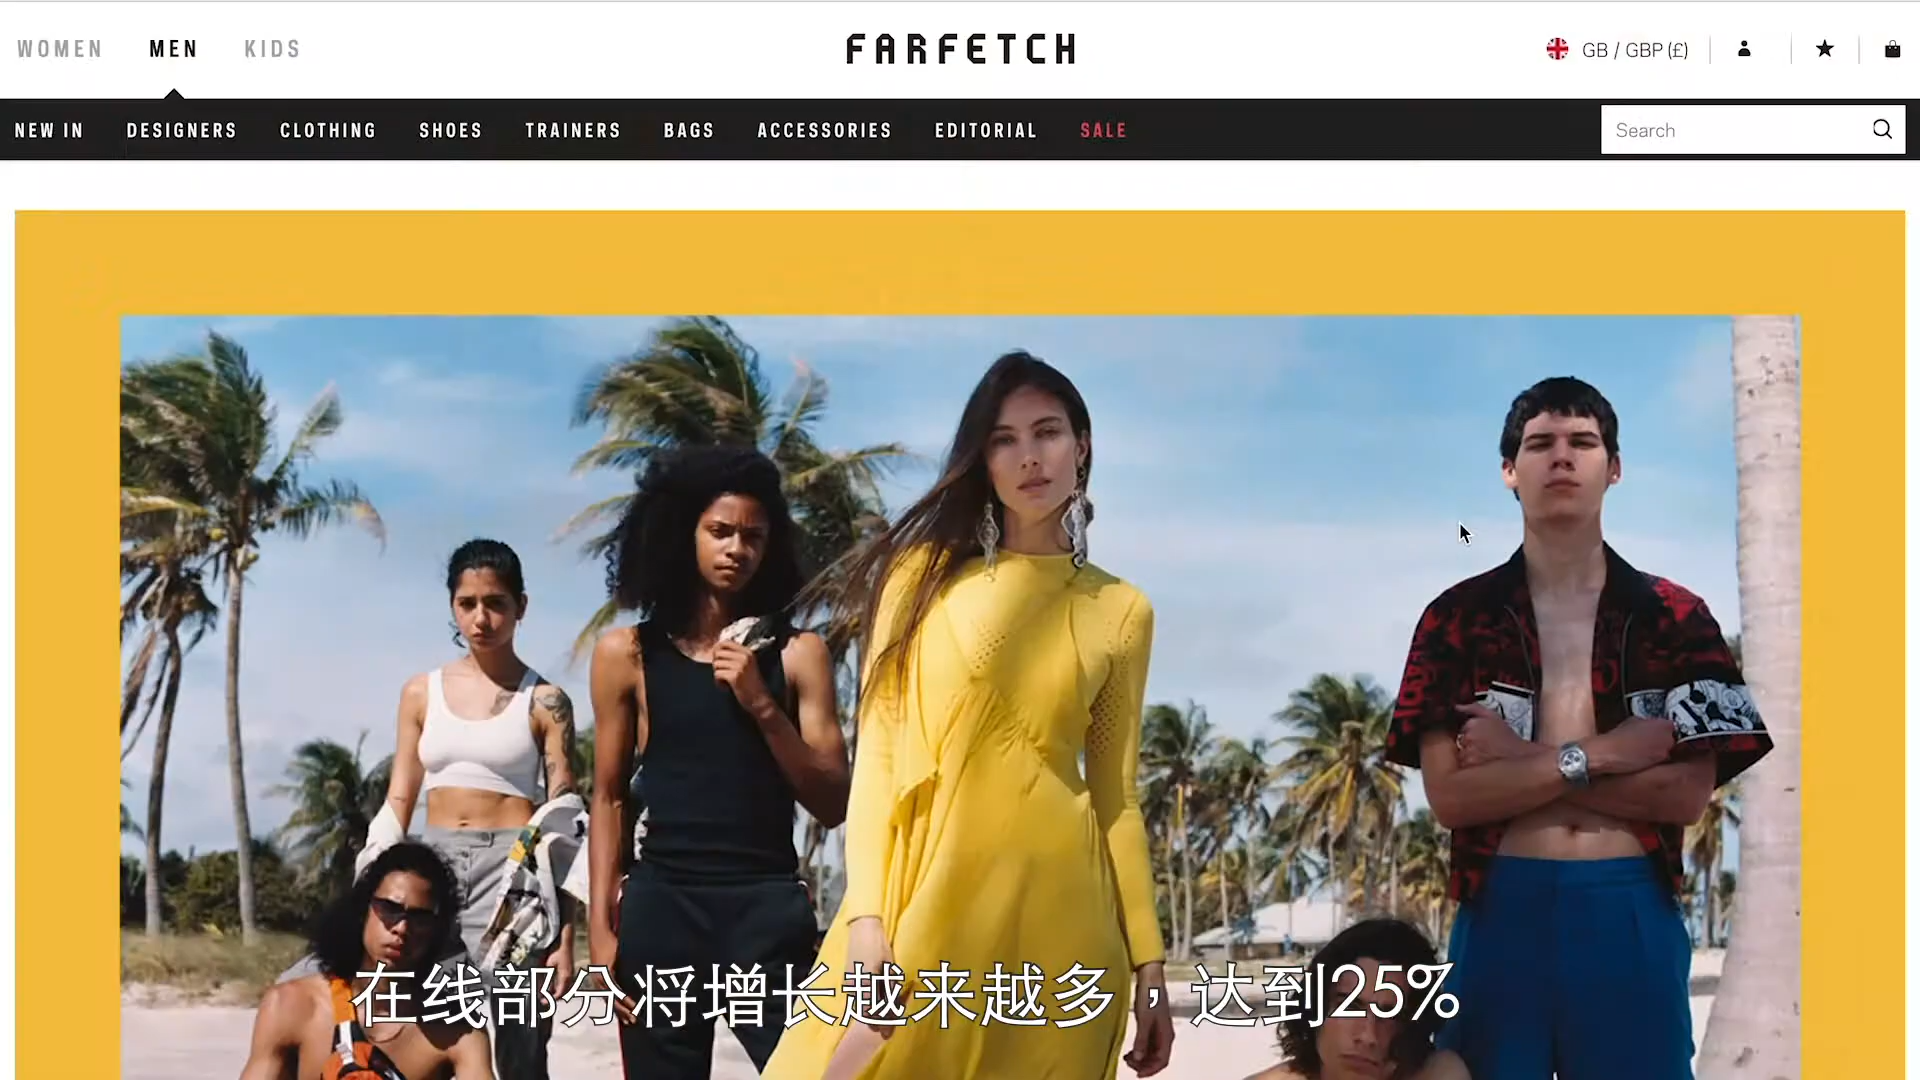 WOMEN MEN KIDS FARFETCH GB / GBP (£)
NEW IN DESIGNERS CLOTHING SHOES TRAINERS BAGS ACCESSORIES EDITORIAL SALE Search
在线部分将增长越来越多，达到25%